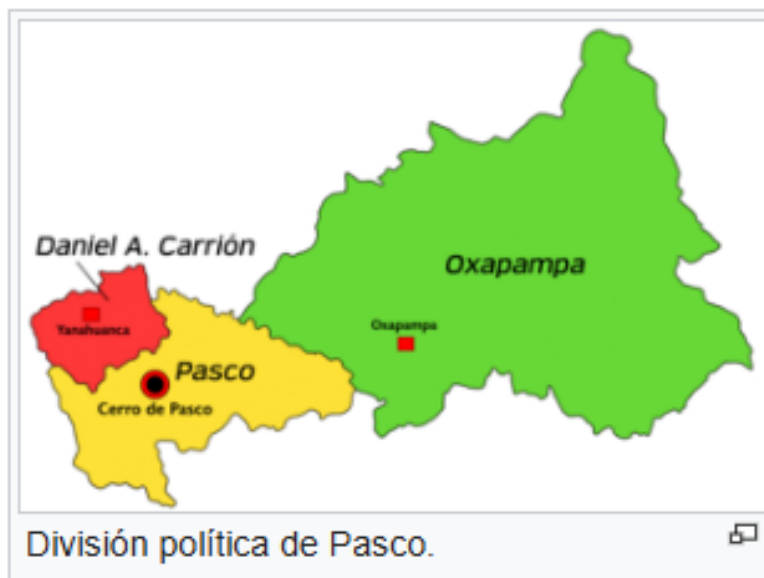 Daniel A. Carrión
Oxapampa
Yanahuanca
Oxapampa
Pasco
Cerro de Pasco
División política de Pasco.